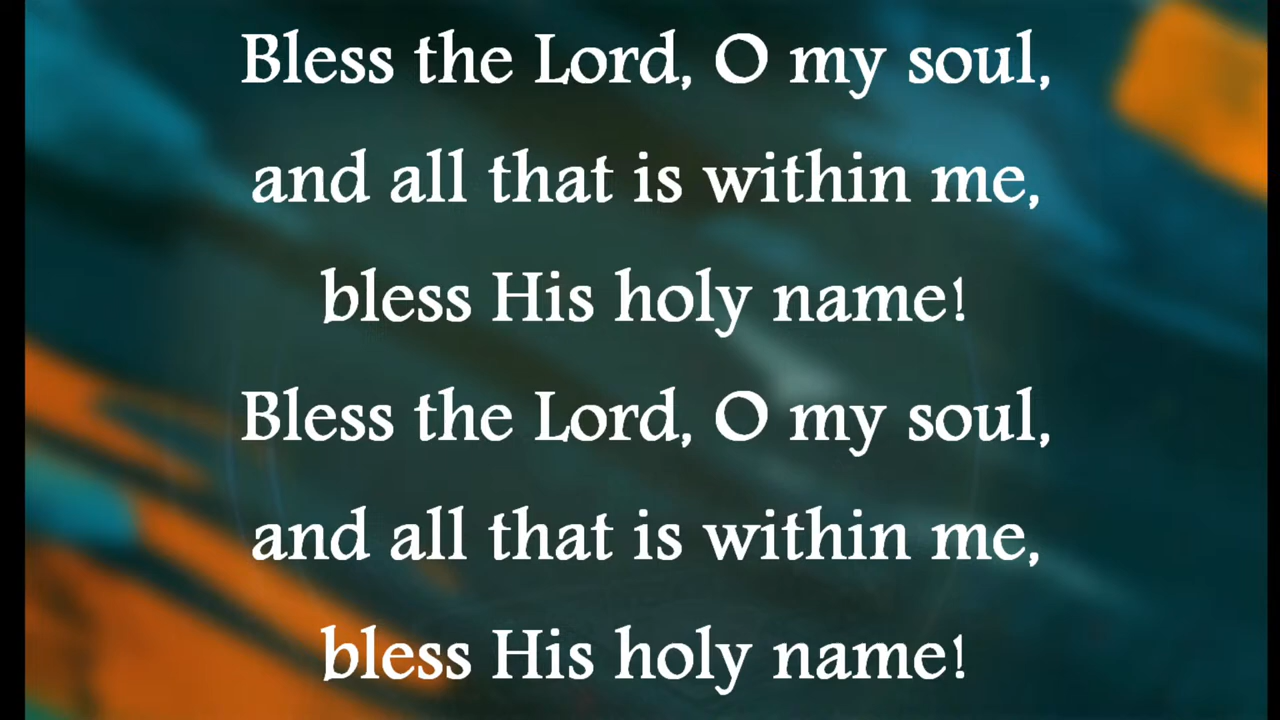 Bless the Lord, O my soul,
and all that is within me,
bless His holy name!
Bless the Lord, O my soul,
and all that is within me,
bless His holy name!